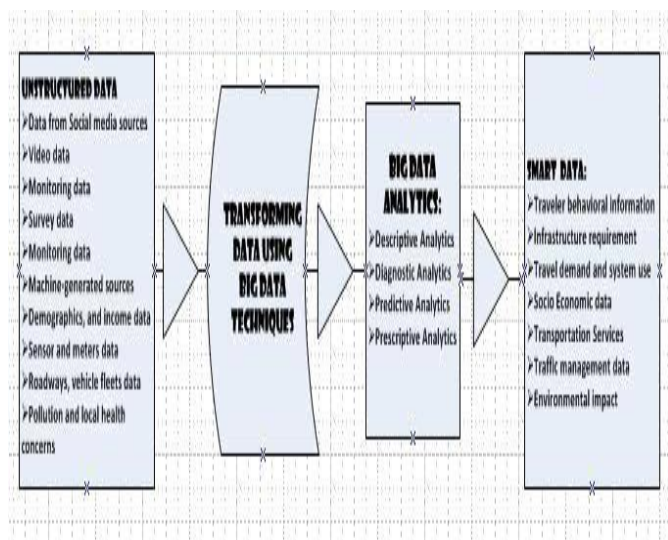 UNSTRUCTURED DATA
➢Data from Social media sources
➢Video data
➢Monitoring data
➢Survey data
➢Monitoring data
➢Machine-generated sources
➢Demographics, and income data
➢Sensor and meters data
➢Roadways, vehicle fleets data
➢Pollution and local health
concerns
TRANSFORMING
DATA USING
BIG DATA
TECHNIQUES
BIG DATA
ANALYTICS:
➢Descriptive Analytics
➢Diagnostic Analytics
➢Predictive Analytics
➢Prescriptive Analytics
SMART DATA:
➢Traveler behavioral information
➢Infrastructure requirement
➢Travel demand and system use
➢Socio Economic data
➢Transportation Services
➢Traffic management data
➢Environmental impact